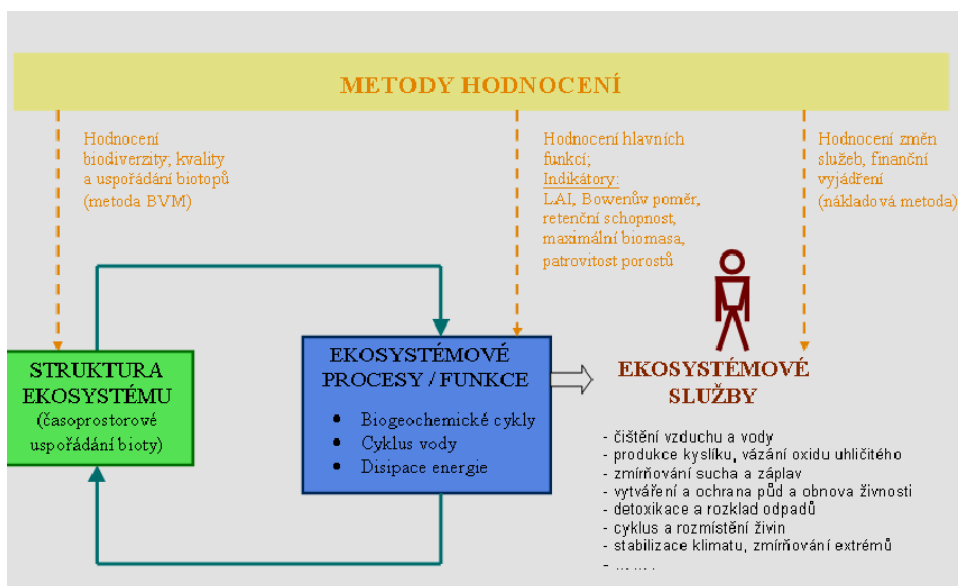 METODY HODNOCENÍ
Hodnocení
biodiverzity; kvality
a uspořádání biotopů
(metoda BVM)
Hodnocení hlavních
funkcí;
Indikátory:
LAI, Bowenův poměr,
retenční schopnost,
maximální biomasa,
patrovitost porostů
Hodnocení změn
služeb, finanční
vyjádření
(nákladová metoda)
STRUKTURA
EKOSYSTÉMU
(časoprostorové
uspořádání bioty)
EKOSYSTÉMOVÉ
PROCESY / FUNKCE
• Biogeochemické cykly
• Cyklus vody
• Disipace energie
EKOSYSTÉMOVÉ
SLUŽBY
- čištění vzduchu a vody
- produkce kyslíku, vázání oxidu uhličitého
- zmírňování sucha a záplav
- vytváření a ochrana půd a obnova živnosti
- detoxikace a rozklad odpadů
- cyklus a rozmístění živin
- stabilizace klimatu, zmírňování extrémů
- ......